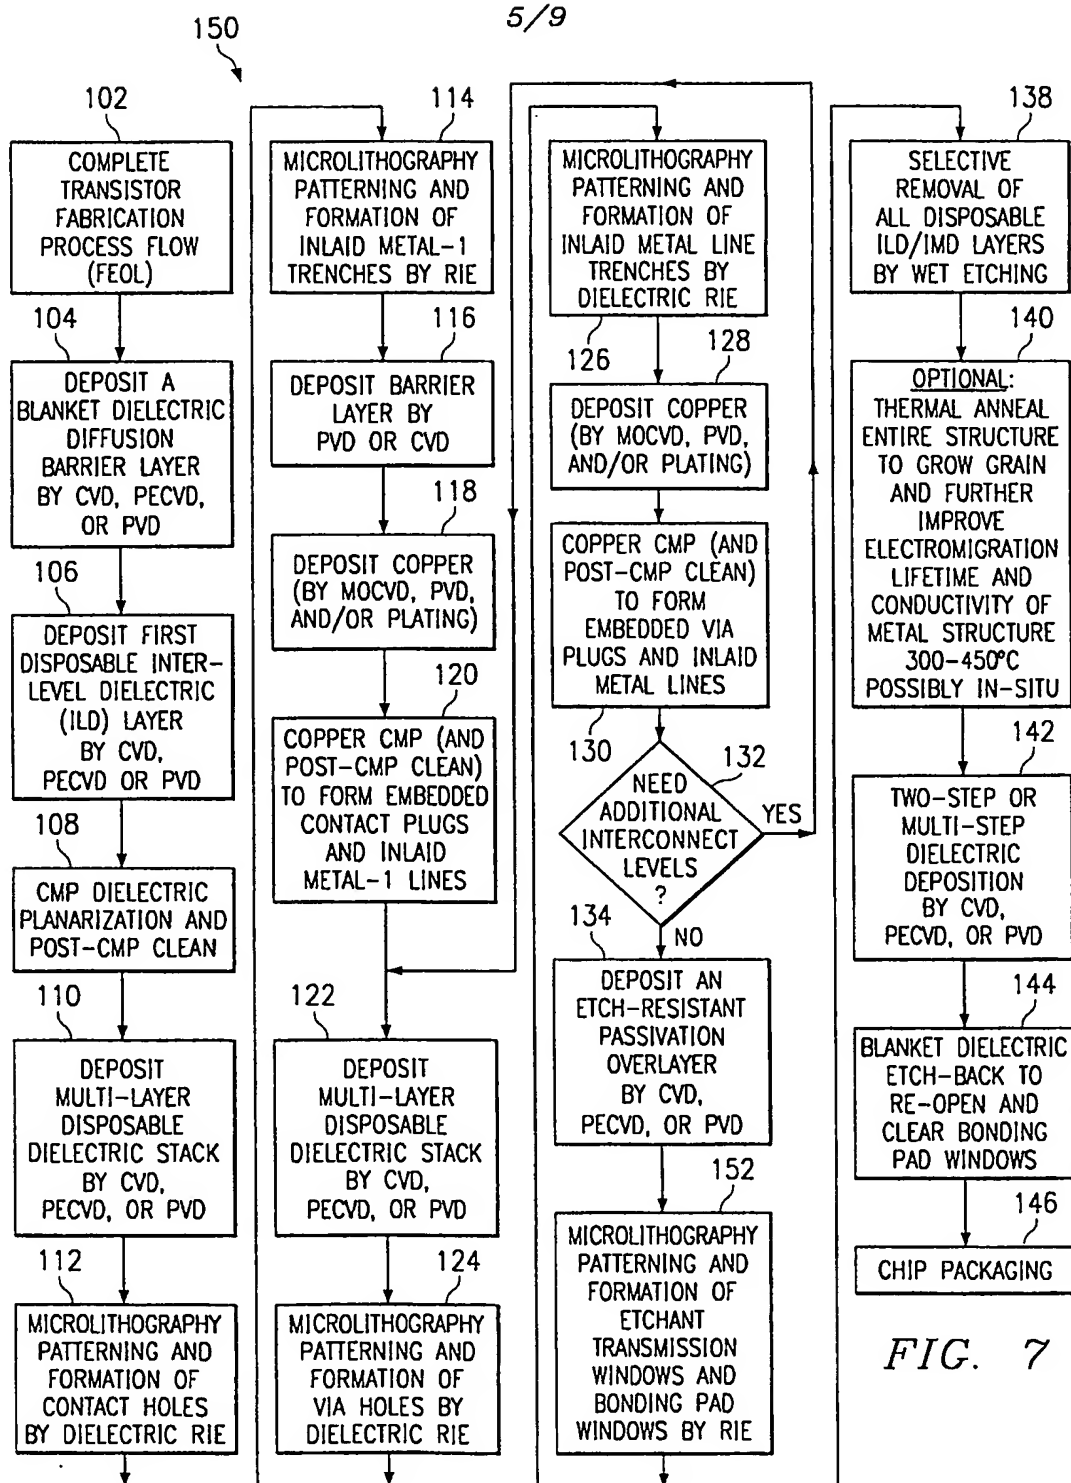 5/9
150
102
COMPLETE
TRANSISTOR
FABRICATION
PROCESS FLOW
(FEOL)
104
DEPOSIT A
BLANKET DIELECTRIC
DIFFUSION
BARRIER LAYER
BY CVD, PECVD,
OR PVD
106
DEPOSIT FIRST
DISPOSABLE INTER-
LEVEL DIELECTRIC
(ILD) LAYER
BY CVD,
PECVD OR PVD
108
CMP DIELECTRIC
PLANARIZATION AND
POST-CMP CLEAN
110
DEPOSIT
MULTI-LAYER
DISPOSABLE
DIELECTRIC STACK
BY CVD,
PECVD, OR PVD
112
MICROLITHOGRAPHY
PATTERNING AND
FORMATION OF
CONTACT HOLES
BY DIELECTRIC RIE
114
MICROLITHOGRAPHY
PATTERNING AND
FORMATION OF
INLAID METAL-1
TRENCHES BY RIE
116
DEPOSIT BARRIER
LAYER BY
PVD OR CVD
118
DEPOSIT COPPER
(BY MOCVD, PVD,
AND/OR PLATING)
120
COPPER CMP (AND
POST-CMP CLEAN)
TO FORM EMBEDDED
CONTACT PLUGS
AND INLAID
METAL-1 LINES
122
DEPOSIT
MULTI-LAYER
DISPOSABLE
DIELECTRIC STACK
BY CVD,
PECVD, OR PVD
124
MICROLITHOGRAPHY
PATTERNING AND
FORMATION OF
VIA HOLES BY
DIELECTRIC RIE
MICROLITHOGRAPHY
PATTERNING AND
FORMATION OF
INLAID METAL LINE
TRENCHES BY
DIELECTRIC RIE
126
128
DEPOSIT COPPER
(BY MOCVD, PVD,
AND/OR PLATING)
COPPER CMP (AND
POST-CMP CLEAN)
TO FORM
EMBEDDED VIA
PLUGS AND INLAID
METAL LINES
130
132
NEED
ADDITIONAL
INTERCONNECT
LEVELS
?
YES
NO
134
DEPOSIT AN
ETCH-RESISTANT
PASSIVATION
OVERLAYER
BY CVD,
PECVD, OR PVD
152
MICROLITHOGRAPHY
PATTERNING AND
FORMATION OF
ETCHANT
TRANSMISSION
WINDOWS AND
BONDING PAD
WINDOWS BY RIE
138
SELECTIVE
REMOVAL OF
ALL DISPOSABLE
ILD/IMD LAYERS
BY WET ETCHING
140
OPTIONAL:
THERMAL ANNEAL
ENTIRE STRUCTURE
TO GROW GRAIN
AND FURTHER
IMPROVE
ELECTROMIGRATION
LIFETIME AND
CONDUCTIVITY OF
METAL STRUCTURE
300-450°C
POSSIBLY IN-SITU
142
TWO-STEP OR
MULTI-STEP
DIELECTRIC
DEPOSITION
BY CVD,
PECVD, OR PVD
144
BLANKET DIELECTRIC
ETCH-BACK TO
RE-OPEN AND
CLEAR BONDING
PAD WINDOWS
146
CHIP PACKAGING
FIG. 7